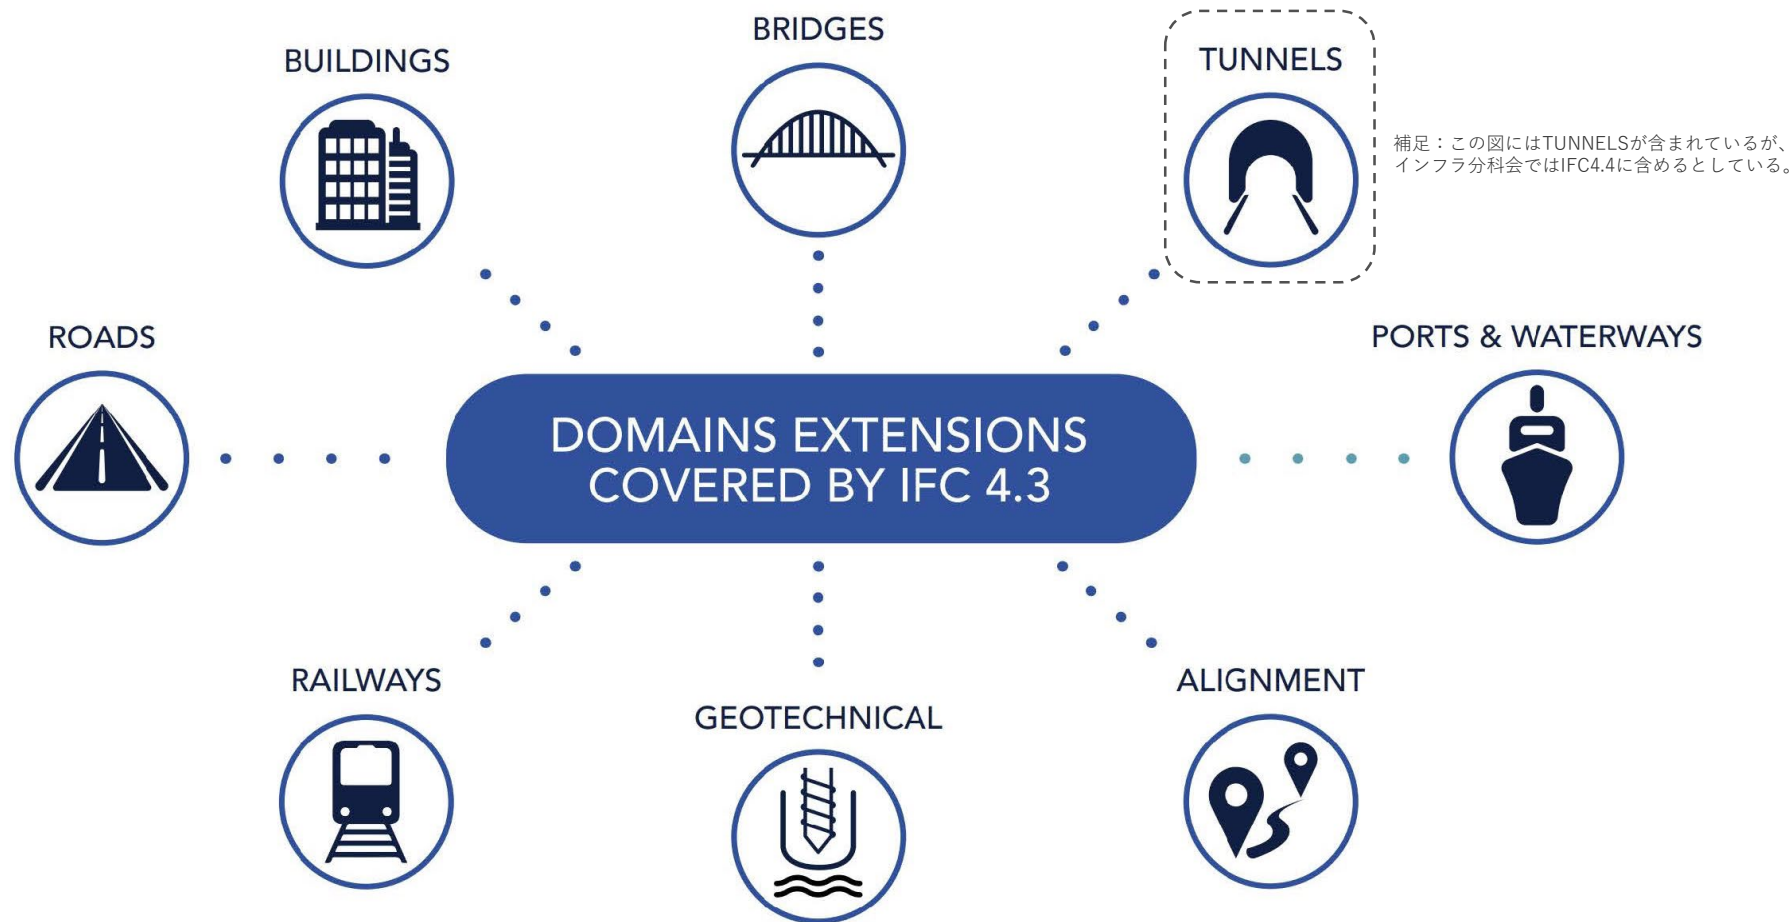 BRIDGES
BUILDINGS
TUNNELS
補足：この図にはTUNNELSが含まれているが、
インフラ分科会ではIFC4.4に含めるとしている。
ROADS
PORTS & WATERWAYS
DOMAINS EXTENSIONS
COVERED BY IFC 4.3
RAILWAYS
GEOTECHNICAL
ALIGNMENT